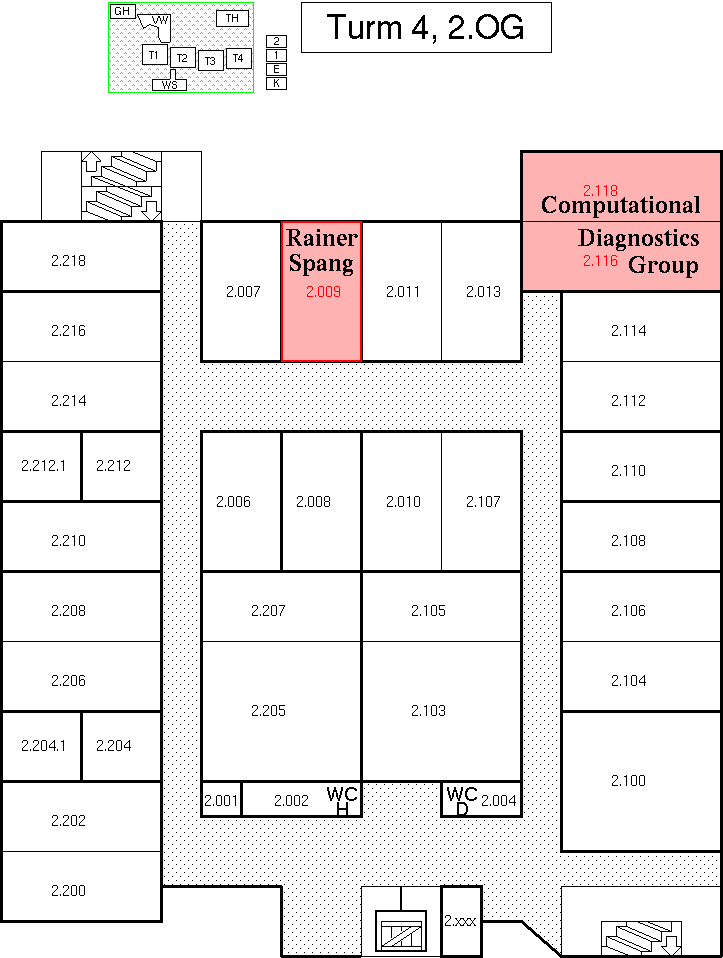 GH
VW
TH
T1
T2
T3
T4
WS
2
1
E
K
Turm 4, 2.OG
2.118
Computational
Diagnostics
2.116 Group
Rainer
Spang
2.218
2.007
2.009
2.011
2.013
2.216
2.114
2.214
2.112
2.212.1
2.212
2.110
2.006
2.008
2.010
2.107
2.210
2.108
2.208
2.207
2.105
2.106
2.206
2.104
2.205
2.103
2.204.1
2.204
2.100
2.001
2.002
WC
H
WC
D
2.004
2.202
2.200
2.xxx